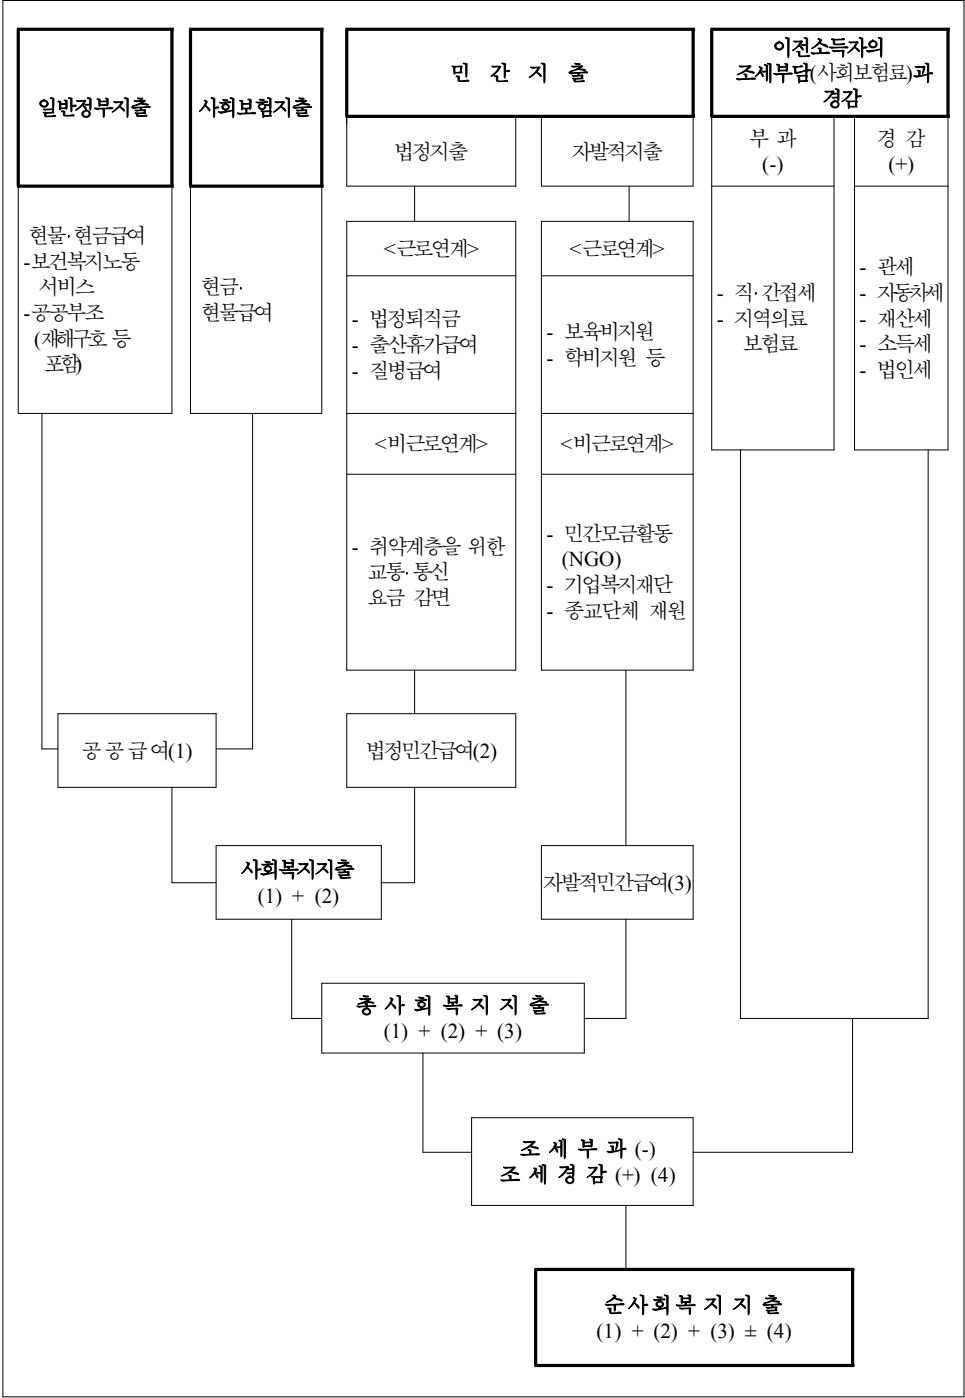 일반정부지출
사회보험지출
민 간 지 출
이전소득자의
조세부담(사회보험료)과
경감
법정지출
자발적지출
부 과
(-)
경 감
(+)
현물·현금급여
-보건복지노동
서비스
-공공부조
(재해구호 등
포함)
현금·
현물급여
<근로연계>
- 법정퇴직금
- 출산휴가급여
- 질병급여
<비근로연계>
- 취약계층을 위한
교통·통신
요금 감면
<근로연계>
- 보육비지원
- 학비지원 등
<비근로연계>
- 민간모금활동
(NGO)
- 기업복지재단
- 종교단체 재원
- 직·간접세
- 지역의료
보험료
- 관세
- 자동차세
- 재산세
- 소득세
- 법인세
공공급여(1)
법정민간급여(2)
사회복지지출
(1) + (2)
자발적민간급여(3)
총사회복지지출
(1) + (2) + (3)
조세부과(-)
조세경감(+) (4)
순사회복지지출
(1) + (2) + (3) ± (4)